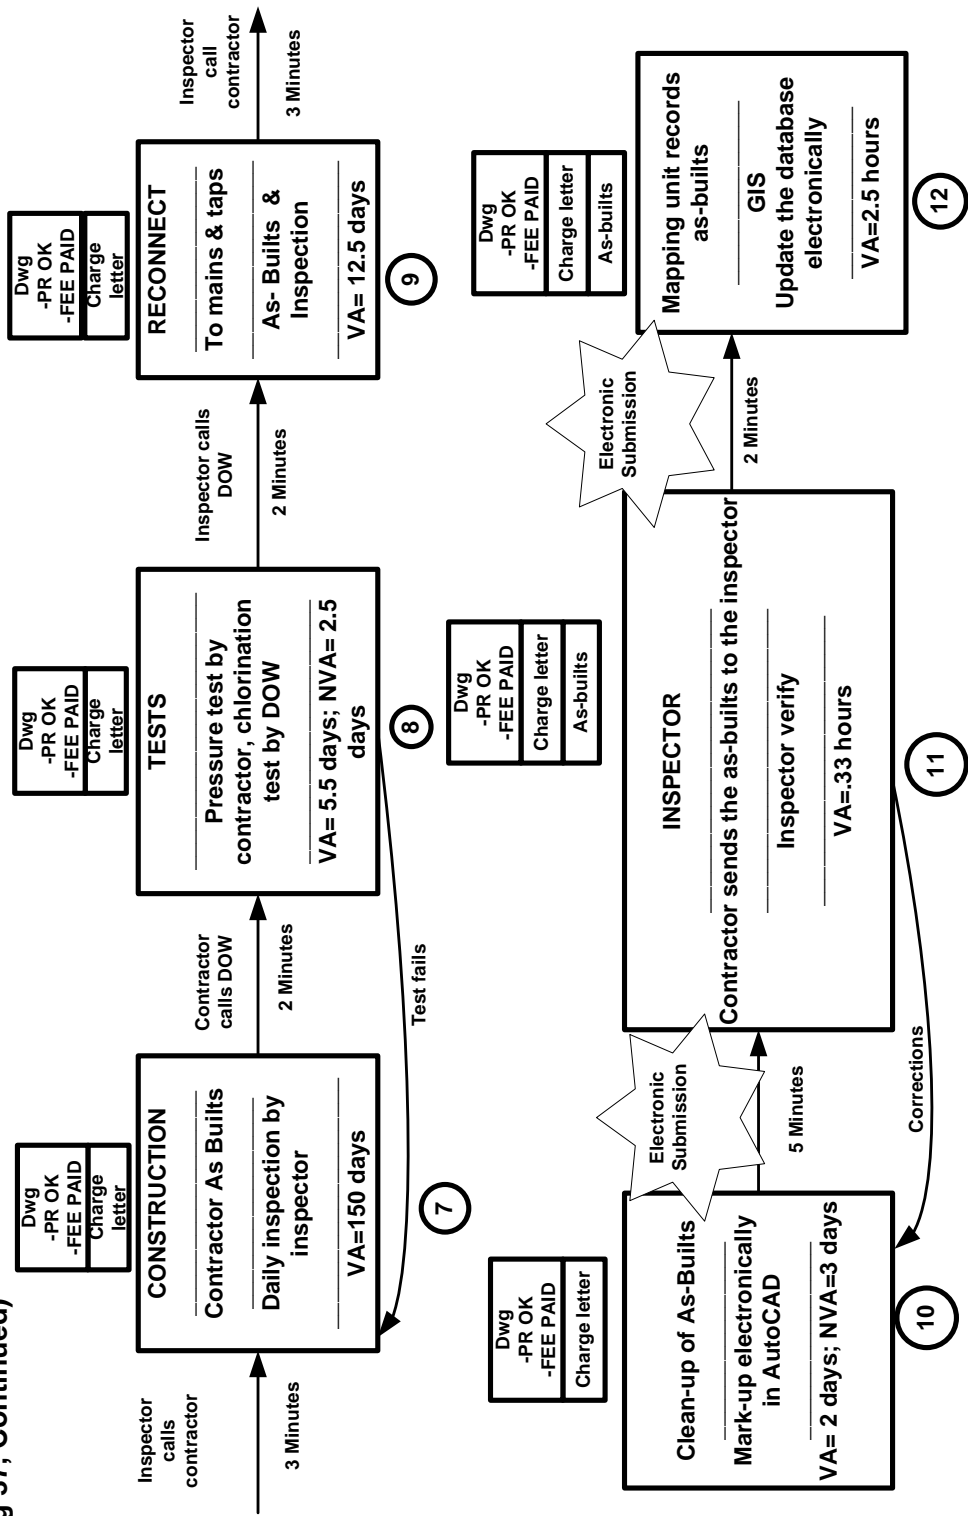 g 57, Continued)
Inspector
calls
contractor
3 Minutes
Dwg
-PR OK
-FEE PAID
Charge
letter
CONSTRUCTION
Contractor As Builts
Daily inspection by
inspector
VA=150 days
7
Contractor
calls DOW
2 Minutes
Test fails
Dwg
-PR OK
-FEE PAID
Charge
letter
TESTS
Pressure test by
contractor, chlorination
test by DOW
VA= 5.5 days; NVA= 2.5
days
8
Inspector calls
DOW
2 Minutes
Dwg
-PR OK
-FEE PAID
Charge
letter
RECONNECT
To mains & taps
As- Builts &
Inspection
VA= 12.5 days
9
Inspector
call
contractor
3 Minutes
Dwg
-PR OK
-FEE PAID
Charge letter
Clean-up of As-Builts
Mark-up electronically
in AutoCAD
VA= 2 days; NVA=3 days
10
Electronic
Submission
5 Minutes
Corrections
Dwg
-PR OK
-FEE PAID
Charge letter
As-builts
INSPECTOR
Contractor sends the as-builts to the inspector
Inspector verify
VA=.33 hours
11
Electronic
Submission
2 Minutes
Dwg
-PR OK
-FEE PAID
Charge letter
As-builts
Mapping unit records
as-builts
GIS
Update the database
electronically
VA=2.5 hours
12